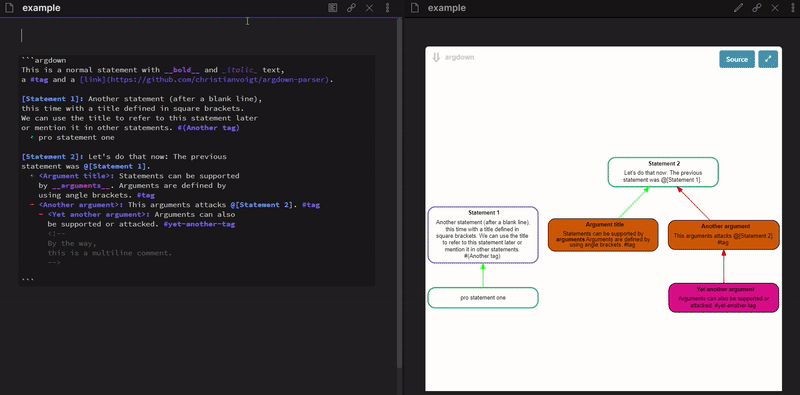 example
```argdown
This is a normal statement with __bold__ and _italic_ text,
a #tag and a [link](https://github.com/christianvoigt/argdown-parser).
[Statement 1]: Another statement (after a blank line),
this time with a title defined in square brackets.
We can use the title to refer to this statement later
or mention it in other statements. #(Another tag)
+ pro statement one
[Statement 2]: Let's do that now: The previous
statement was @[Statement 1].
+ <Argument title>: Statements can be supported
by __arguments__. Arguments are defined by
using angle brackets. #tag
- <Another argument>: This argument attacks @[Statement 2]. #tag
- <Yet another argument>: Arguments can also
be supported or attacked. #yet-another-tag
<!--
By the way,
this is a multiline comment.
-->
```
example
argdown
Source
Statement 2
Let's do that now: The previous
statement was @[Statement 1].
Statement 1
Another statement (after a blank line),
this time with a title defined in
square brackets. We can use the title
to refer to this statement later or
mention it in other statements.
#(Another tag)
Argument title
Statements can be supported by
arguments Arguments are defined by
using angle brackets. #tag
Another argument
This argument attacks @[Statement 2].
#tag
pro statement one
Yet another argument
Arguments can also be supported or
attacked. #yet-another-tag